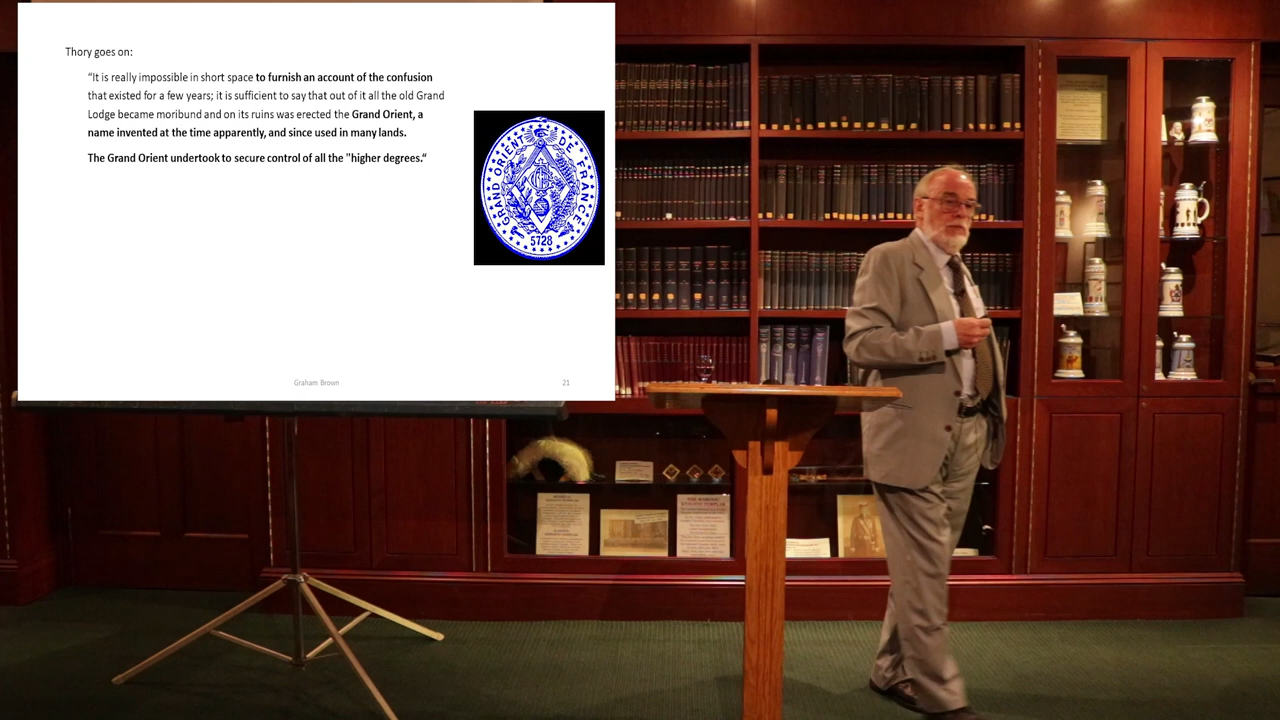 Thory goes on:
“It is really impossible in short space to furnish an account of the confusion
that existed for a few years; it is sufficient to say that out of it all the old Grand
Lodge became moribund and on its ruins was erected the Grand Orient, a
name invented at the time apparently, and since used in many lands.
The Grand Orient undertook to secure control of all the "higher degrees.“
GRAND ORIENT DE FRANCE
5728
Graham Brown
21